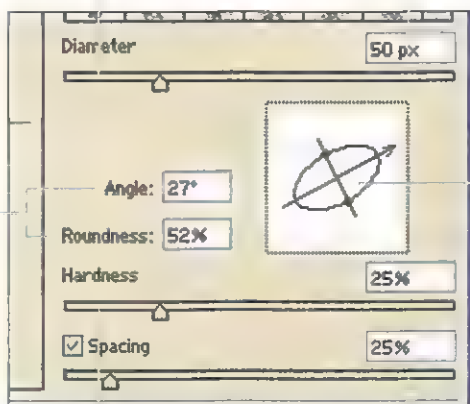 Diameter
50 px
Angle: 27°
Roundness: 52%
Hardness
25%
Spacing
25%